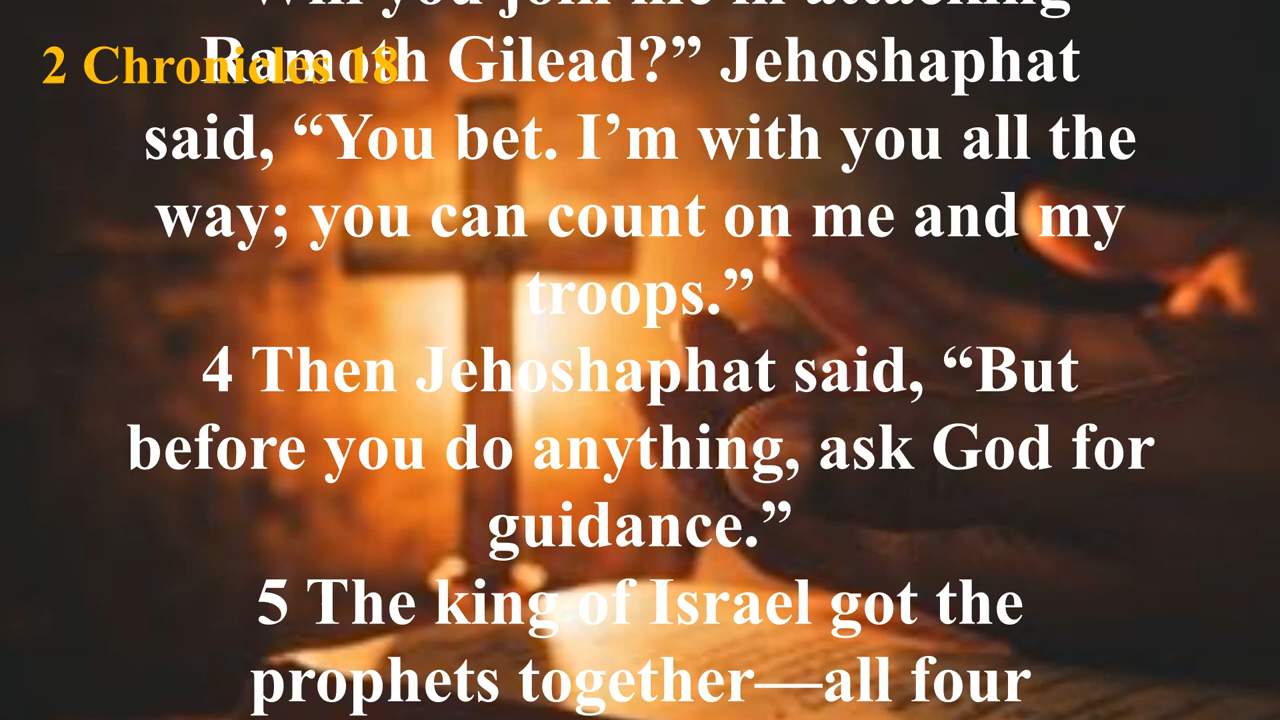 “Will you join me in attacking
2 Chronicles 18
Ramoth Gilead?” Jehoshaphat
said, “You bet. I’m with you all the
way; you can count on me and my
troops.”
4 Then Jehoshaphat said, “But
before you do anything, ask God for
guidance.”
5 The king of Israel got the
prophets together—all four